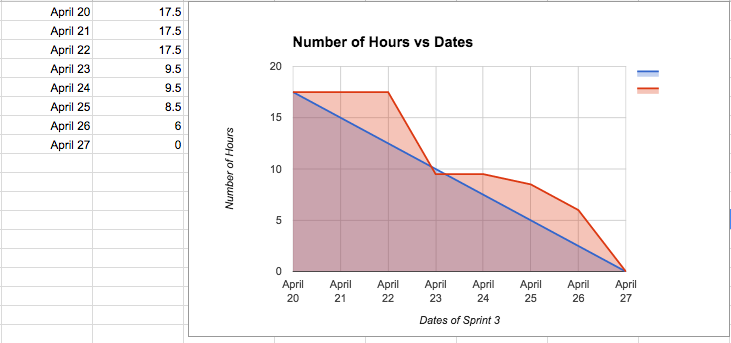 April 20 17.5
April 21 17.5
April 22 17.5
April 23 9.5
April 24 9.5
April 25 8.5
April 26 6
April 27 0
Number of Hours vs Dates
Number of Hours
20
15
10
5
0
April April April April April April April April
20 21 22 23 24 25 26 27
Dates of Sprint 3